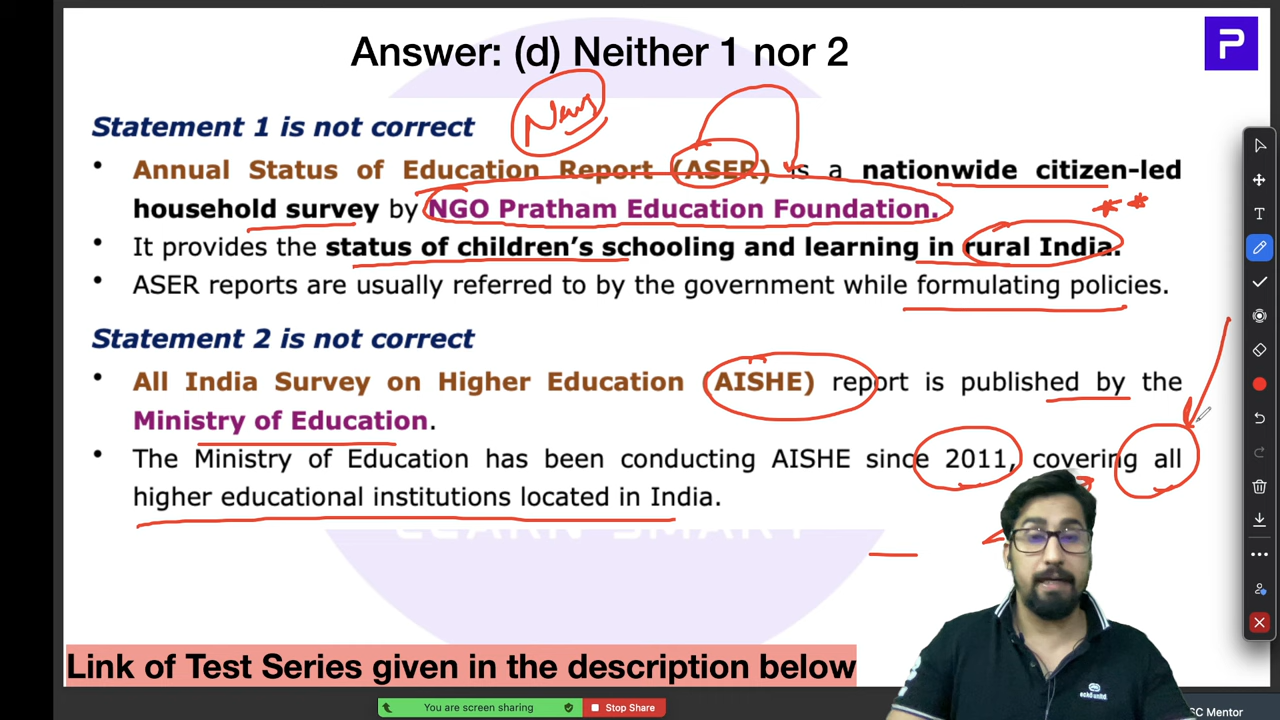 Answer: (d) Neither 1 nor 2
P
News
Statement 1 is not correct
• Annual Status of Education Report (ASER) is a nationwide citizen-led
household survey by NGO Pratham Education Foundation.
• It provides the status of children's schooling and learning in rural India.
• ASER reports are usually referred to by the government while formulating policies.
Statement 2 is not correct
• All India Survey on Higher Education (AISHE) report is published by the
Ministry of Education.
• The Ministry of Education has been conducting AISHE since 2011, covering all
higher educational institutions located in India.
LEARN SMART
Link of Test Series given in the description below
You are screen sharing
Stop Share
SC Mentor